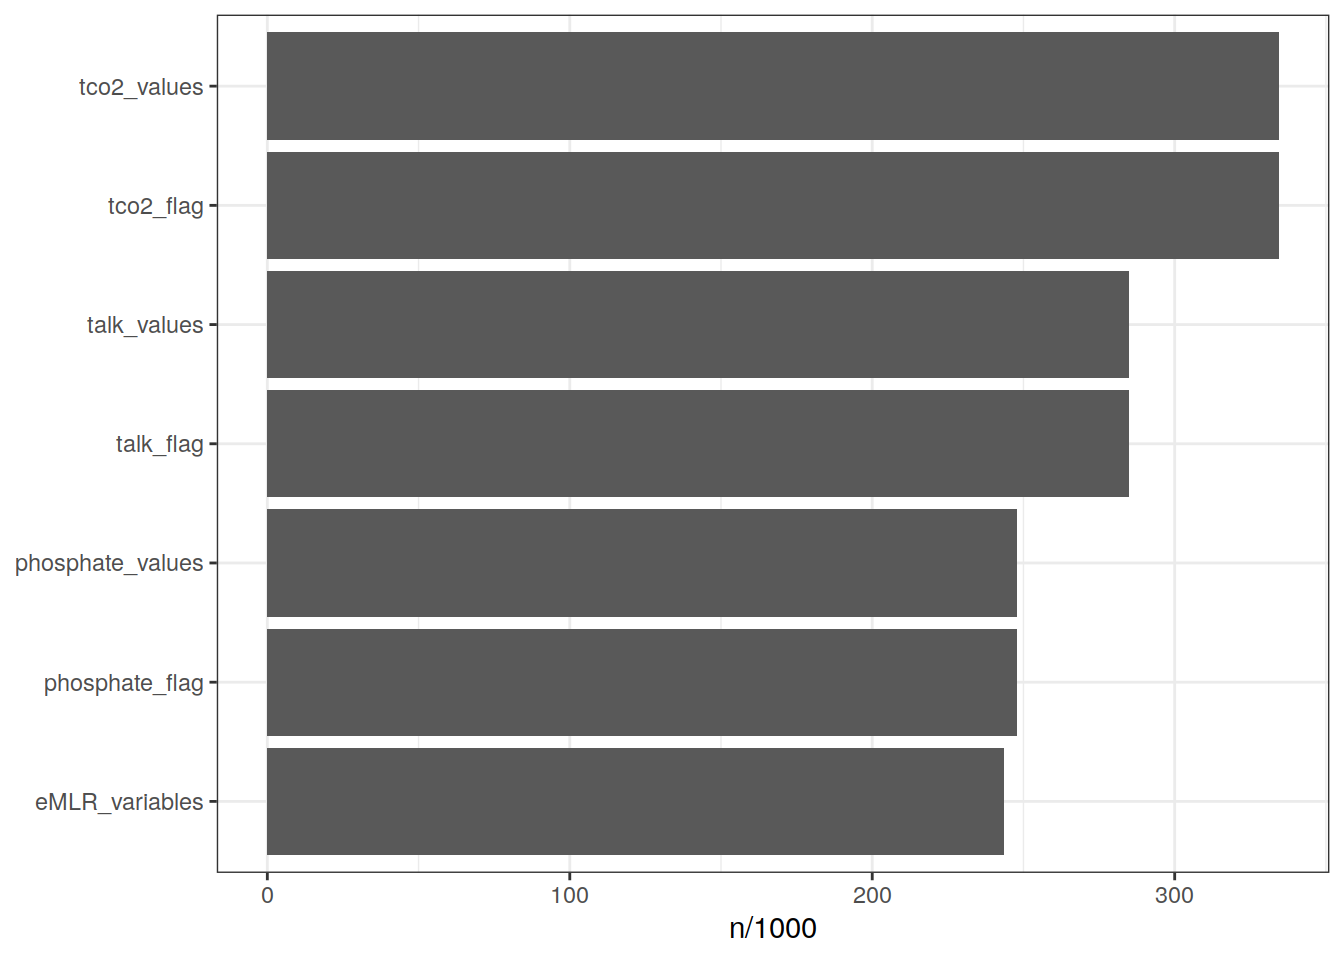 tco2_values
tco2_flag
talk_values
talk_flag
phosphate_values
phosphate_flag
eMLR_variables
0 100 200 300
n/1000